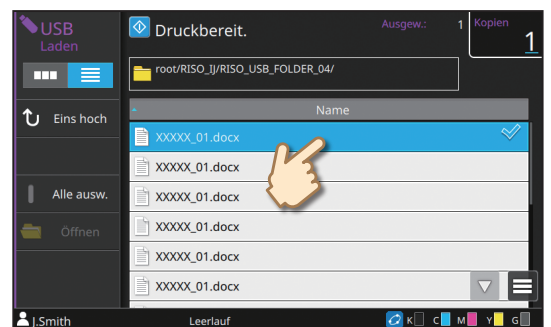 USB
Laden
Druckbereit.
Ausgew.: 1
Kopien
1
root/RISO_IJ/RISO_USB_FOLDER_04/
Eins hoch
Alle ausw.
Öffnen
Name
XXXXX_01.docx
XXXXX_01.docx
XXXXX_01.docx
XXXXX_01.docx
XXXXX_01.docx
XXXXX_01.docx
J.Smith
Leerlauf
K C M Y G